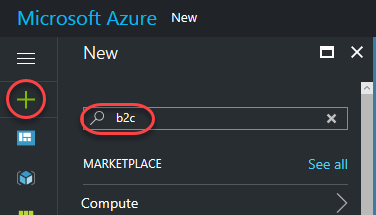 Microsoft Azure New
New
b2c
MARKETPLACE See all
Compute